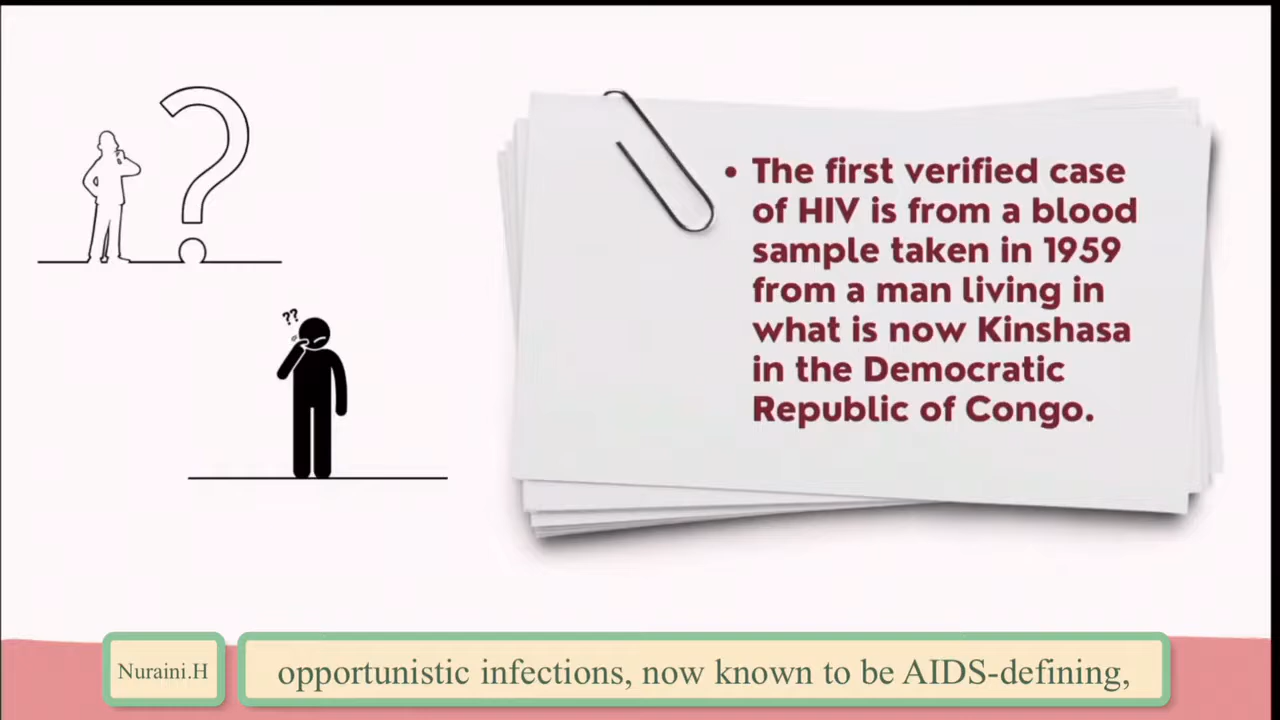 ?
??
• The first verified case
of HIV is from a blood
sample taken in 1959
from a man living in
what is now Kinshasa
in the Democratic
Republic of Congo.
Nuraini.H
opportunistic infections, now known to be AIDS-defining,